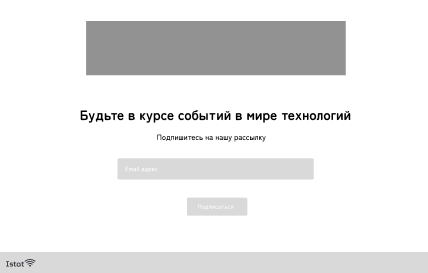 Будьте в курсе событий в мире технологий
Подпишитесь на нашу рассылку
Email адрес
Подписаться
Istot